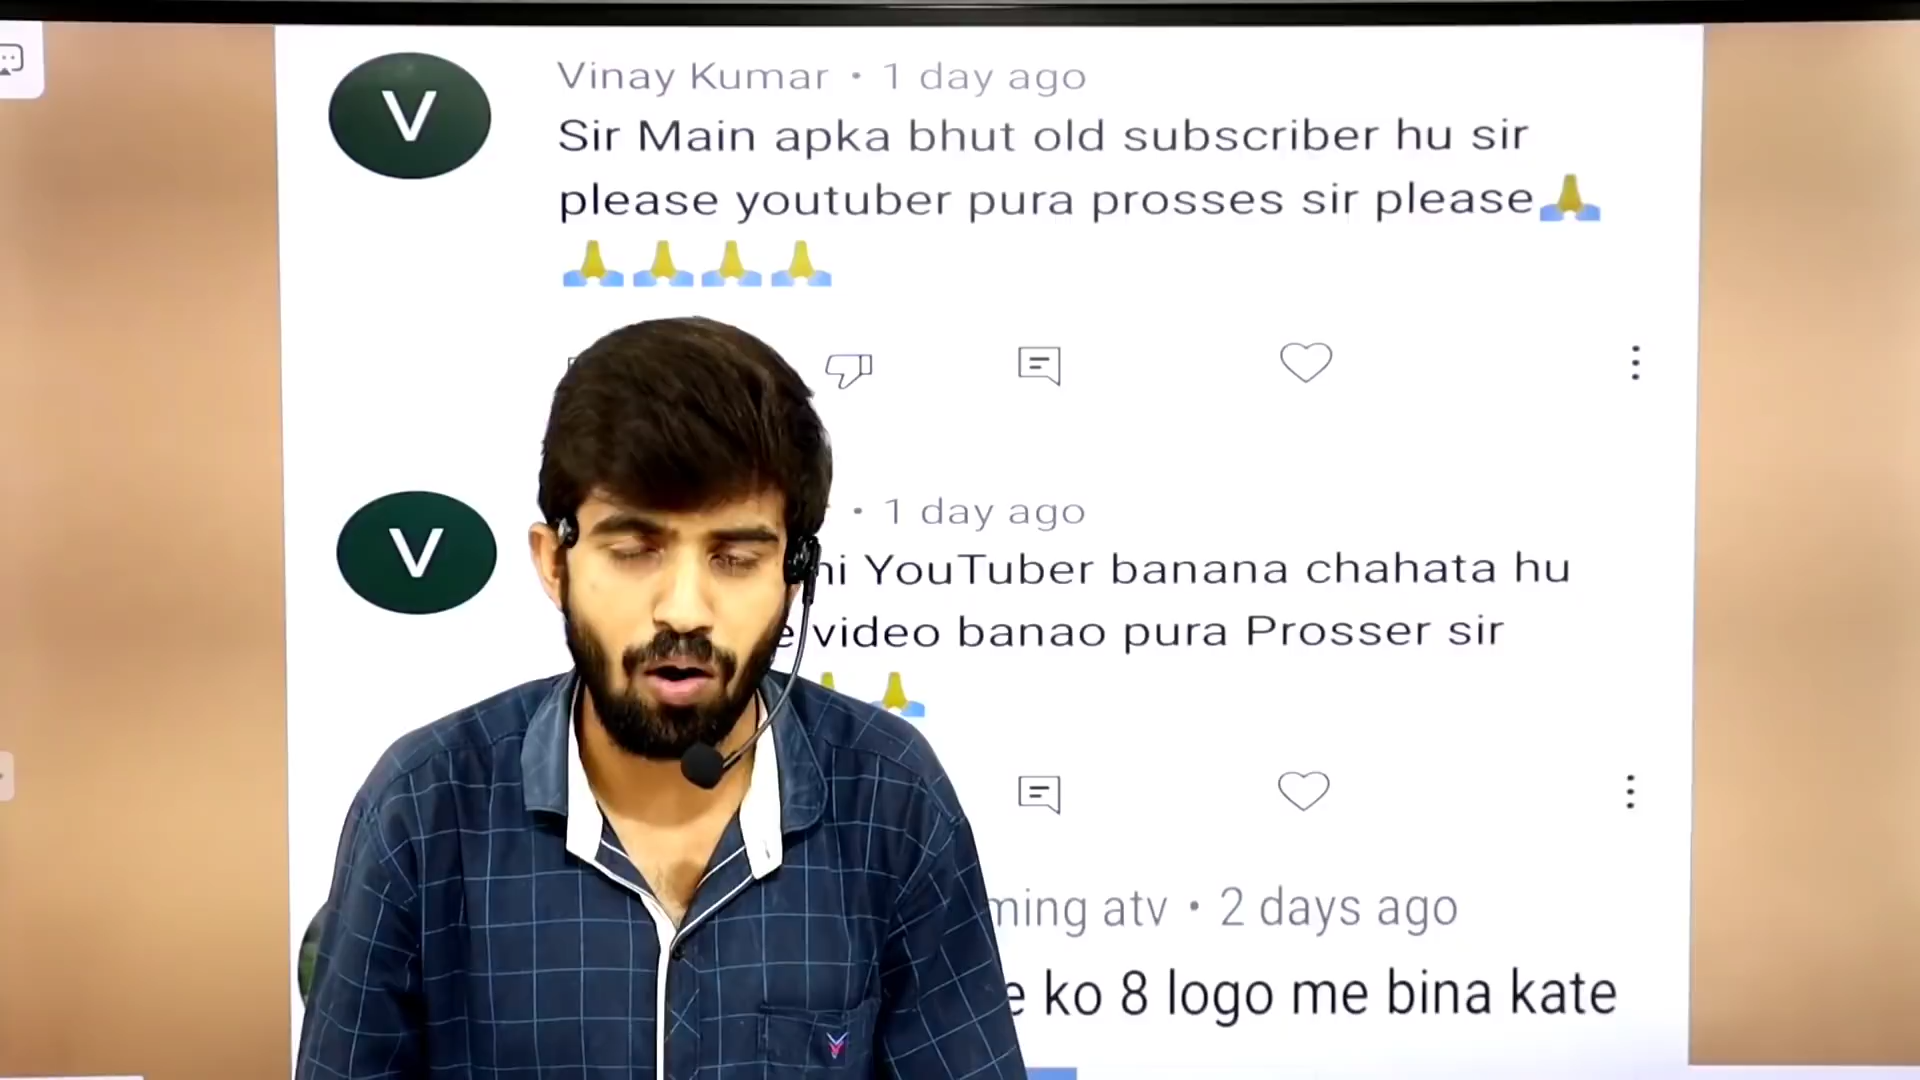 V
Vinay Kumar • 1 day ago
Sir Main apka bhut old subscriber hu sir
please youtuber pura prosses sir please🙏
🙏🙏🙏🙏
V
• 1 day ago
YouTuber banana chahata hu
video banao pura Prosser sir
🙏
atv • 2 days ago
ko 8 logo me bina kate